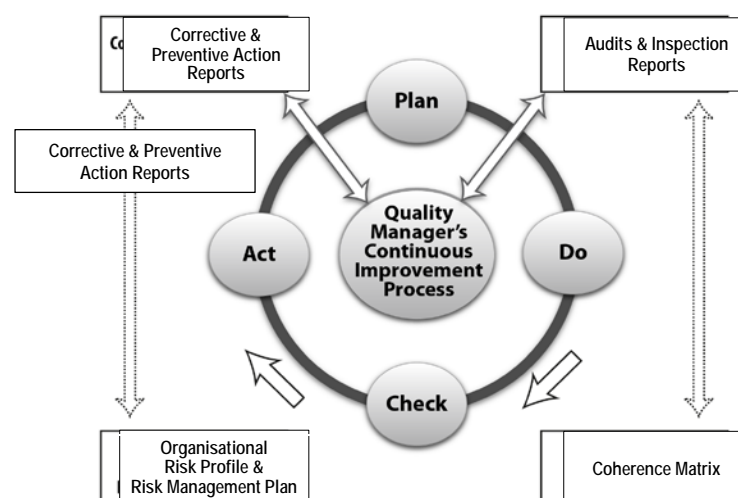 Corrective &
Preventive Action
Reports
Audits & Inspection
Reports
Plan
Corrective & Preventive
Action Reports
Quality
Manager's
Continuous
Improvement
Process
Act
Do
Check
Organisational
Risk Profile &
Risk Management Plan
Coherence Matrix